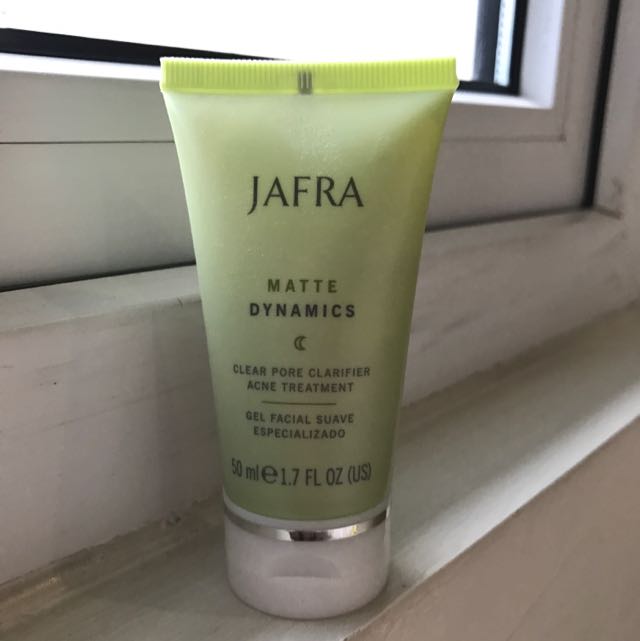 JAFRA
MATTE
DYNAMICS
CLEAR PORE CLARIFIER
ACNE TREATMENT
GEL FACIAL SUAVE
ESPECIALIZADO
50 ml℮1.7 FL OZ (US)